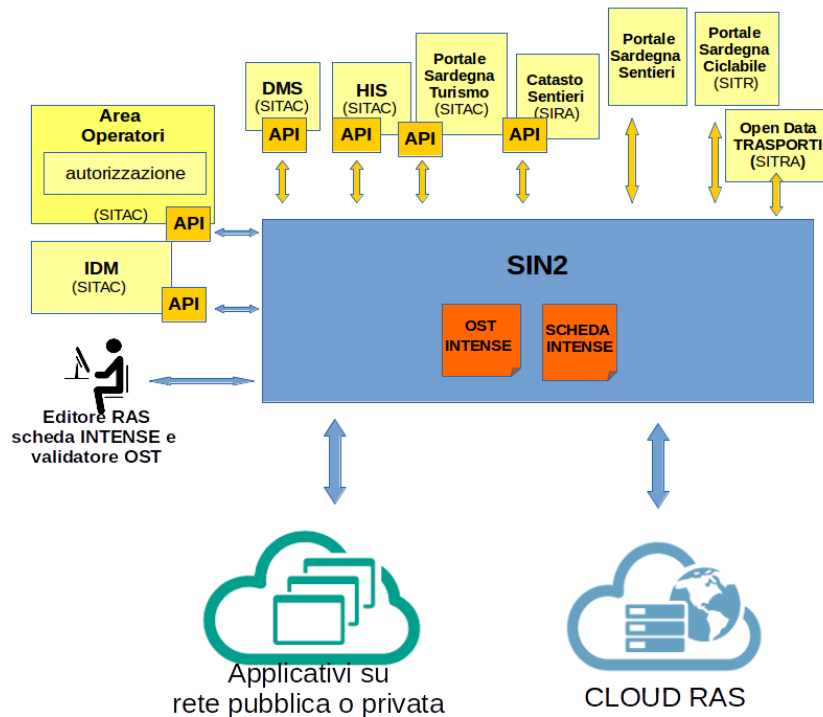 DMS
(SITAC)
API
HIS
(SITAC)
API
Portale
Sardegna
Turismo
(SITAC)
API
Catasto
Sentieri
(SIRA)
API
Portale
Sardegna
Sentieri
Portale
Sardegna
Ciclabile
(SITR)
Open Data
TRASPORTI
(SITRA)
Area
Operatori
autorizzazione
(SITAC)
API
IDM
(SITAC)
API
SIN2
OST
INTENSE
SCHEDA
INTENSE
Editore RAS
scheda INTENSE e
validatore OST
Applicativi su
rete pubblica o privata
CLOUD RAS